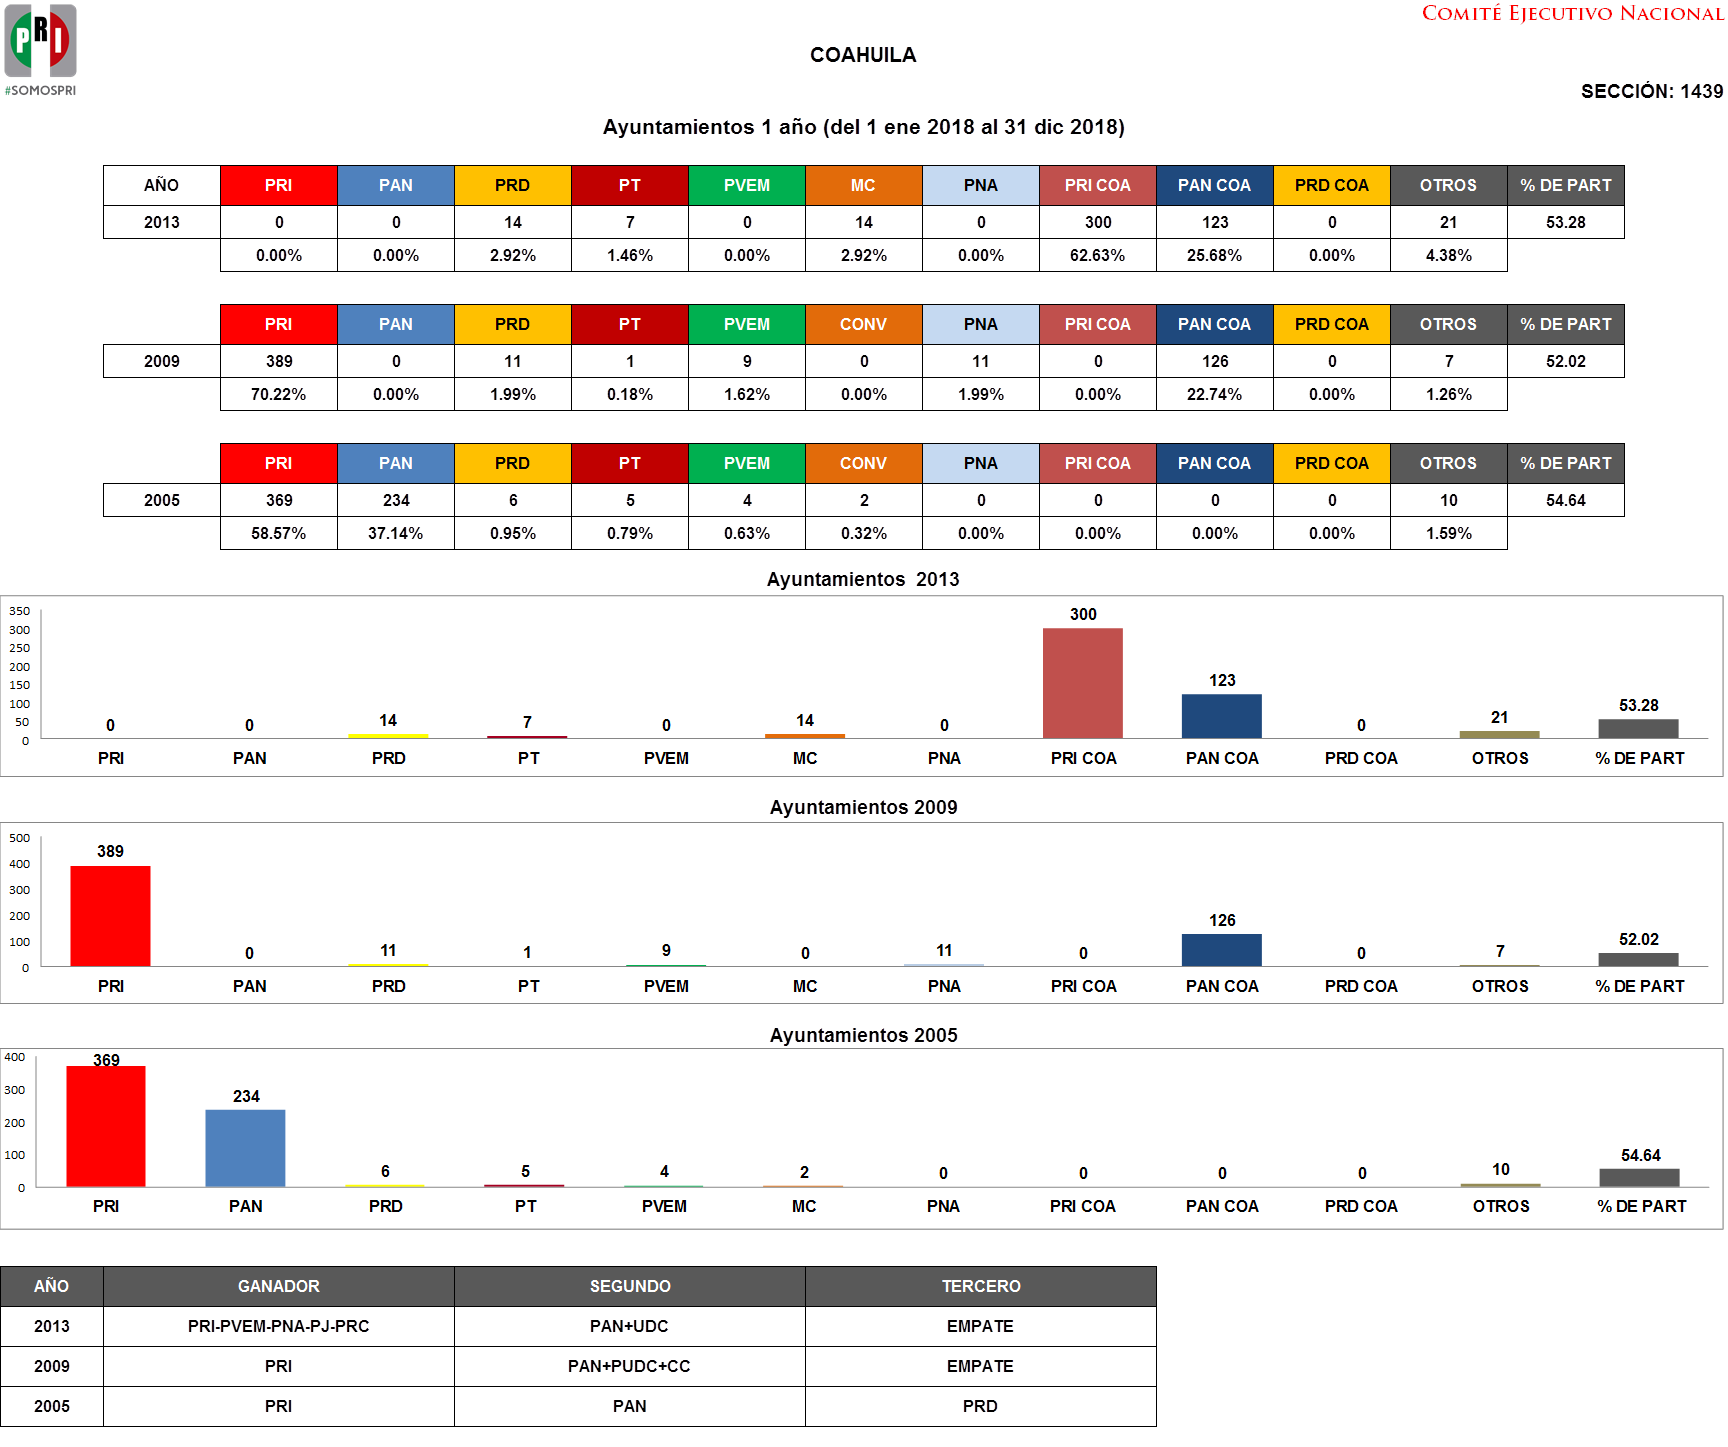 PRI
#SOMOSPRI
COMITÉ EJECUTIVO NACIONAL
COAHUILA
SECCIÓN: 1439
Ayuntamientos 1 año (del 1 ene 2018 al 31 dic 2018)
AÑO PRI PAN PRD PT PVEM MC PNA PRI COA PAN COA PRD COA OTROS % DE PART
2013 0 0 14 7 0 14 0 300 123 0 21 53.28
0.00% 0.00% 2.92% 1.46% 0.00% 2.92% 0.00% 62.63% 25.68% 0.00% 4.38%
PRI PAN PRD PT PVEM CONV PNA PRI COA PAN COA PRD COA OTROS % DE PART
2009 389 0 11 1 9 0 11 0 126 0 7 52.02
70.22% 0.00% 1.99% 0.18% 1.62% 0.00% 1.99% 0.00% 22.74% 0.00% 1.26%
PRI PAN PRD PT PVEM CONV PNA PRI COA PAN COA PRD COA OTROS % DE PART
2005 369 234 6 5 4 2 0 0 0 0 10 54.64
58.57% 37.14% 0.95% 0.79% 0.63% 0.32% 0.00% 0.00% 0.00% 0.00% 1.59%
Ayuntamientos 2013
350
300
250
200
150
100
50
0
0 0 14 7 0 14 0 300 123 0 21 53.28
PRI PAN PRD PT PVEM MC PNA PRI COA PAN COA PRD COA OTROS % DE PART
Ayuntamientos 2009
500
400
300
200
100
0
389 0 11 1 9 0 11 0 126 0 7 52.02
PRI PAN PRD PT PVEM MC PNA PRI COA PAN COA PRD COA OTROS % DE PART
Ayuntamientos 2005
400
300
200
100
0
369 234 6 5 4 2 0 0 0 0 10 54.64
PRI PAN PRD PT PVEM MC PNA PRI COA PAN COA PRD COA OTROS % DE PART
AÑO GANADOR SEGUNDO TERCERO
2013 PRI-PVEM-PNA-PJ-PRC PAN+UDC EMPATE
2009 PRI PAN+PUDC+CC EMPATE
2005 PRI PAN PRD